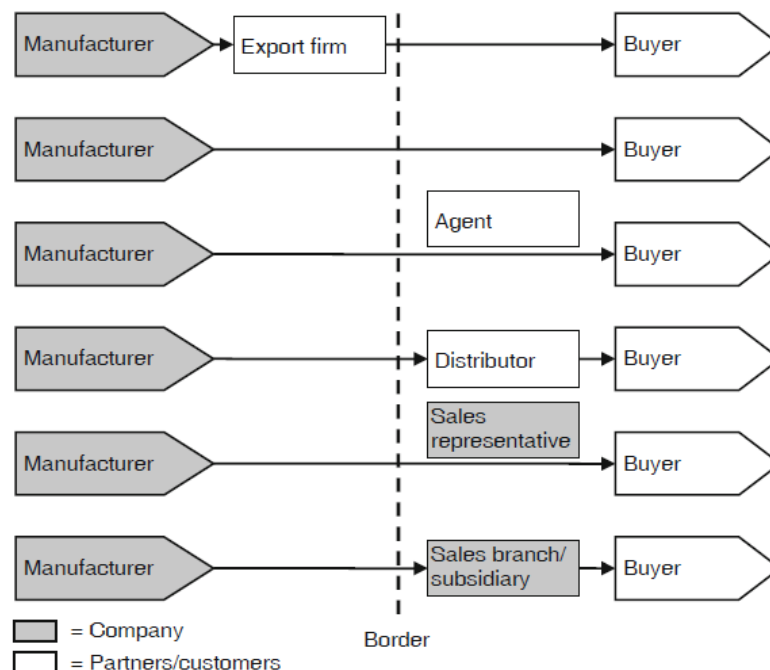 Manufacturer
Export firm
Buyer
Manufacturer
Buyer
Agent
Manufacturer
Buyer
Manufacturer
Distributor
Buyer
Sales
representative
Manufacturer
Buyer
Manufacturer
Sales branch/
subsidiary
Buyer
= Company
Border
= Partners/customers